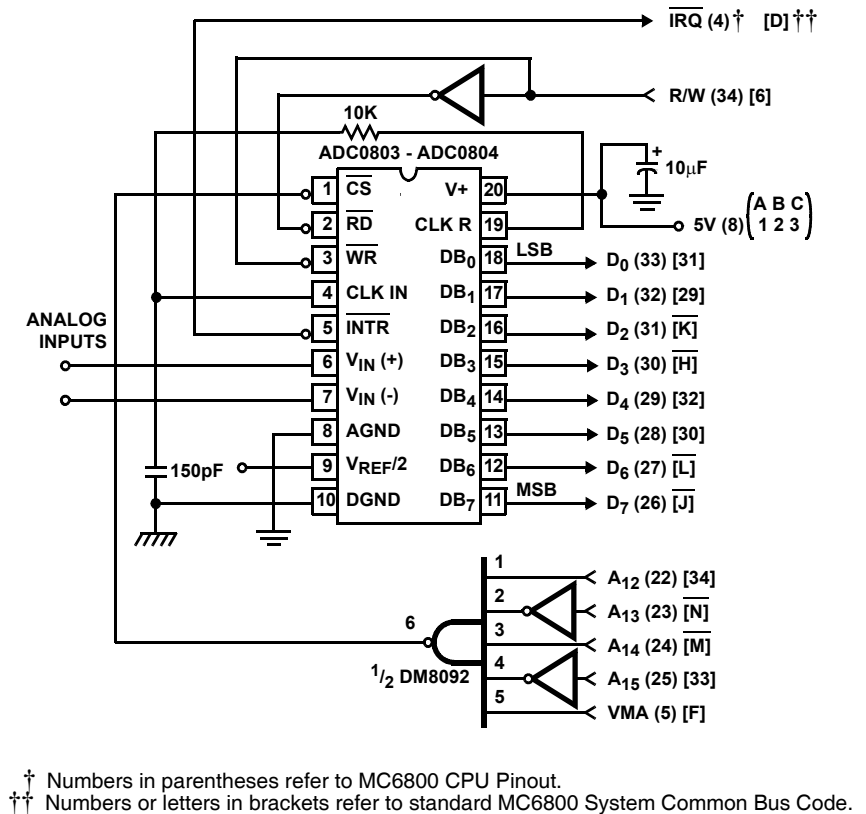 I̅R̅Q̅ (4)† [D]††
R/W (34) [6]
10K
ADC0803 - ADC0804
+
10μF
5V (8) (A B C
1 2 3)
1 C̅S̅ V+ 20
2 R̅D̅ CLK R 19
3 W̅R̅ DB0 18 LSB D0 (33) [31]
4 CLK IN DB1 17 D1 (32) [29]
5 I̅N̅T̅R̅ DB2 16 D2 (31) [K̅]
ANALOG
INPUTS
6 VIN (+) DB3 15 D3 (30) [H̅]
7 VIN (-) DB4 14 D4 (29) [32]
8 AGND DB5 13 D5 (28) [30]
150pF
9 VREF/2 DB6 12 D6 (27) [L̅]
10 DGND DB7 11 MSB D7 (26) [J̅]
1 A12 (22) [34]
2 A13 (23) [N̅]
3 A14 (24) [M̅]
4 A15 (25) [33]
5 VMA (5) [F]
6
1/2 DM8092
† Numbers in parentheses refer to MC6800 CPU Pinout.
†† Numbers or letters in brackets refer to standard MC6800 System Common Bus Code.